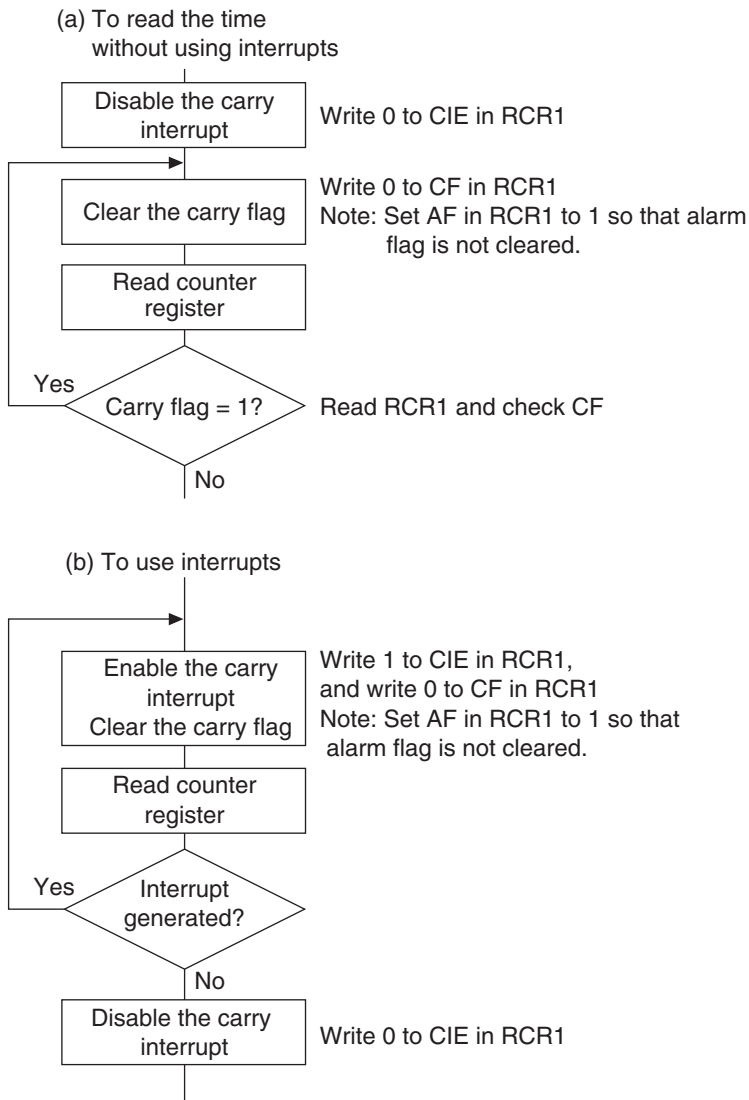 (a) To read the time
without using interrupts
Disable the carry
interrupt
Write 0 to CIE in RCR1
Clear the carry flag
Write 0 to CF in RCR1
Note: Set AF in RCR1 to 1 so that alarm
flag is not cleared.
Read counter
register
Yes
Carry flag = 1?
Read RCR1 and check CF
No
(b) To use interrupts
Enable the carry
interrupt
Clear the carry flag
Write 1 to CIE in RCR1,
and write 0 to CF in RCR1
Note: Set AF in RCR1 to 1 so that
alarm flag is not cleared.
Read counter
register
Yes
Interrupt
generated?
No
Disable the carry
interrupt
Write 0 to CIE in RCR1